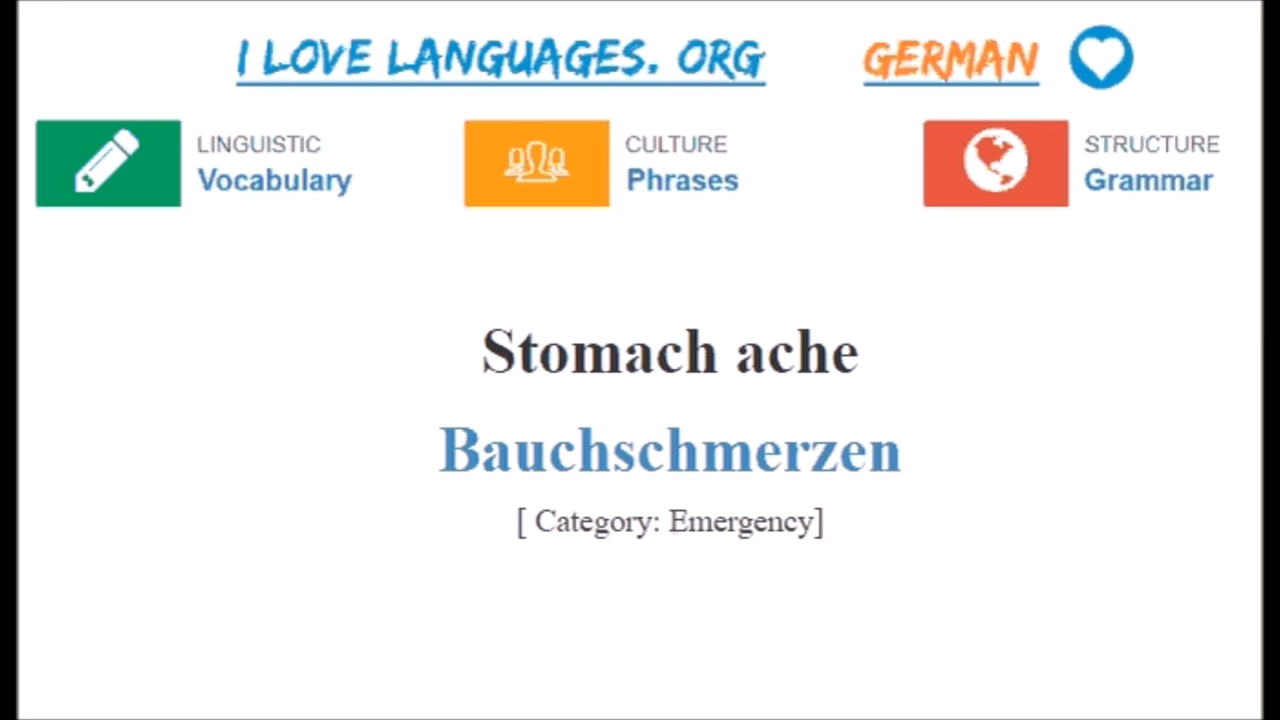 I LOVE LANGUAGES. ORG GERMAN
LINGUISTIC CULTURE STRUCTURE
Vocabulary Phrases Grammar
Stomach ache
Bauchschmerzen
[ Category: Emergency]